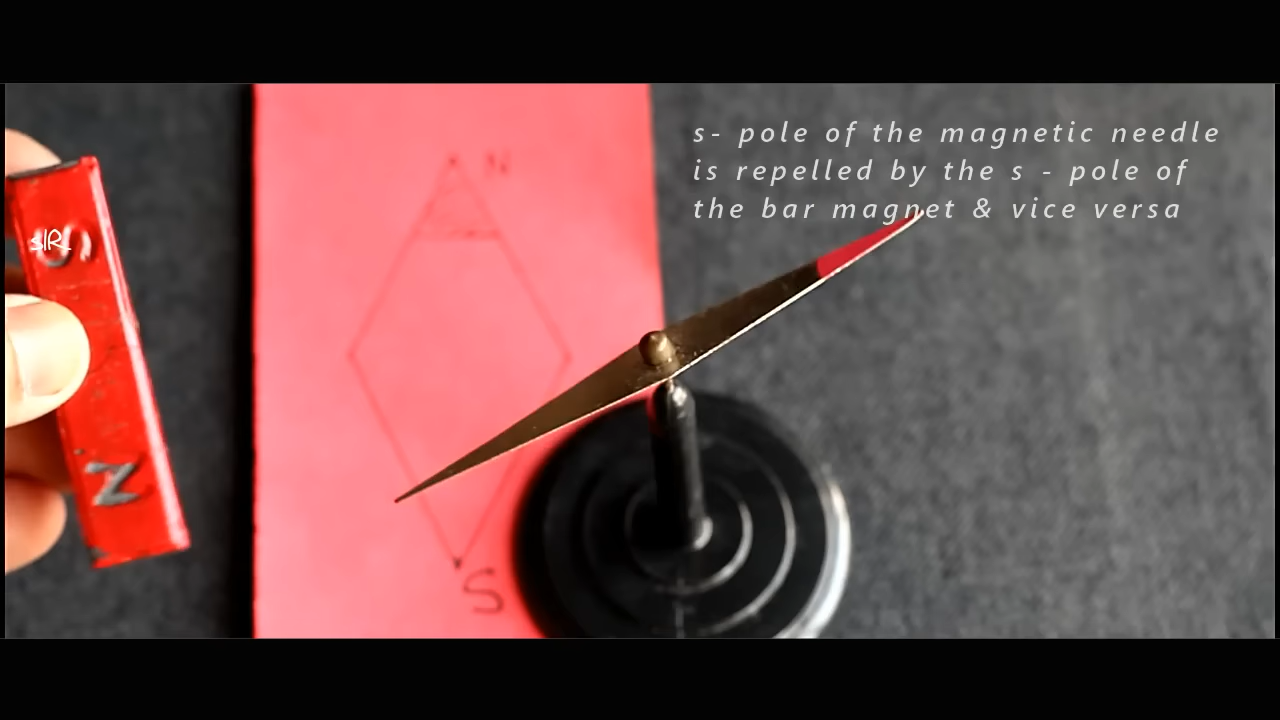 s- pole of the magnetic needle
is repelled by the s - pole of
the bar magnet & vice versa
N
S
S
N